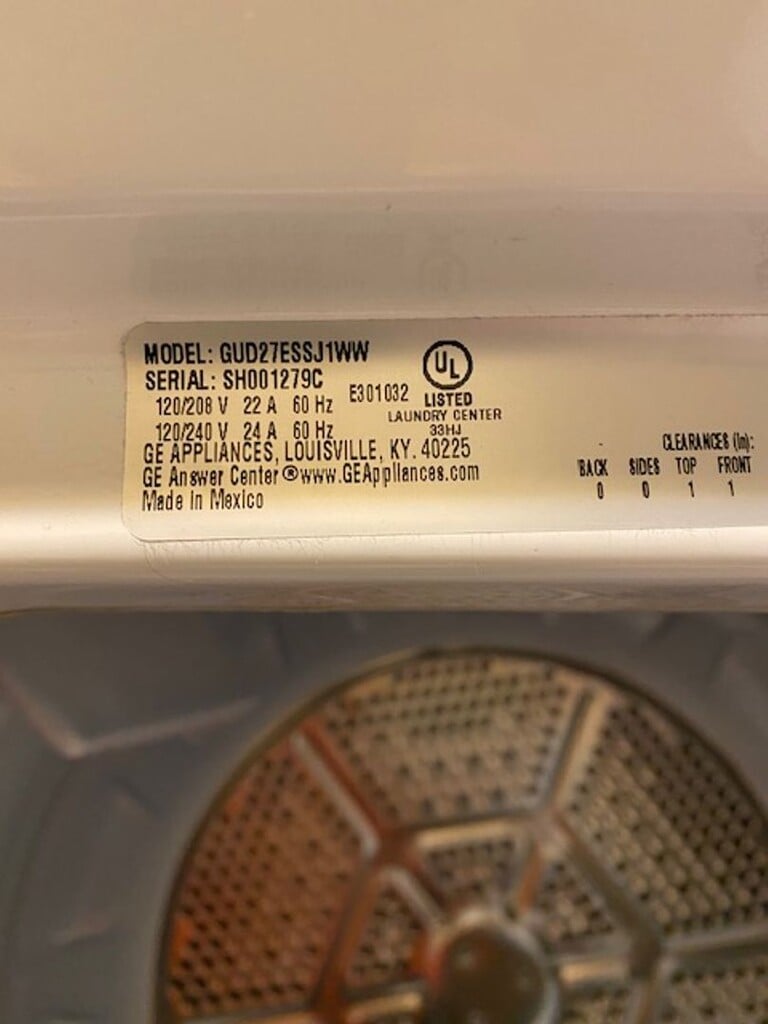 MODEL: GUD27ESSJ1WW
SERIAL: SH001279C
120/208 V 22 A 60 Hz E301032
120/240 V 24 A 60 Hz
UL
LISTED
LAUNDRY CENTER
33HJ
GE APPLIANCES, LOUISVILLE, KY. 40225
GE Answer Center® www.GEAppliances.com
Made in Mexico
CLEARANCES (in):
BACK SIDES TOP FRONT
0 0 1 1